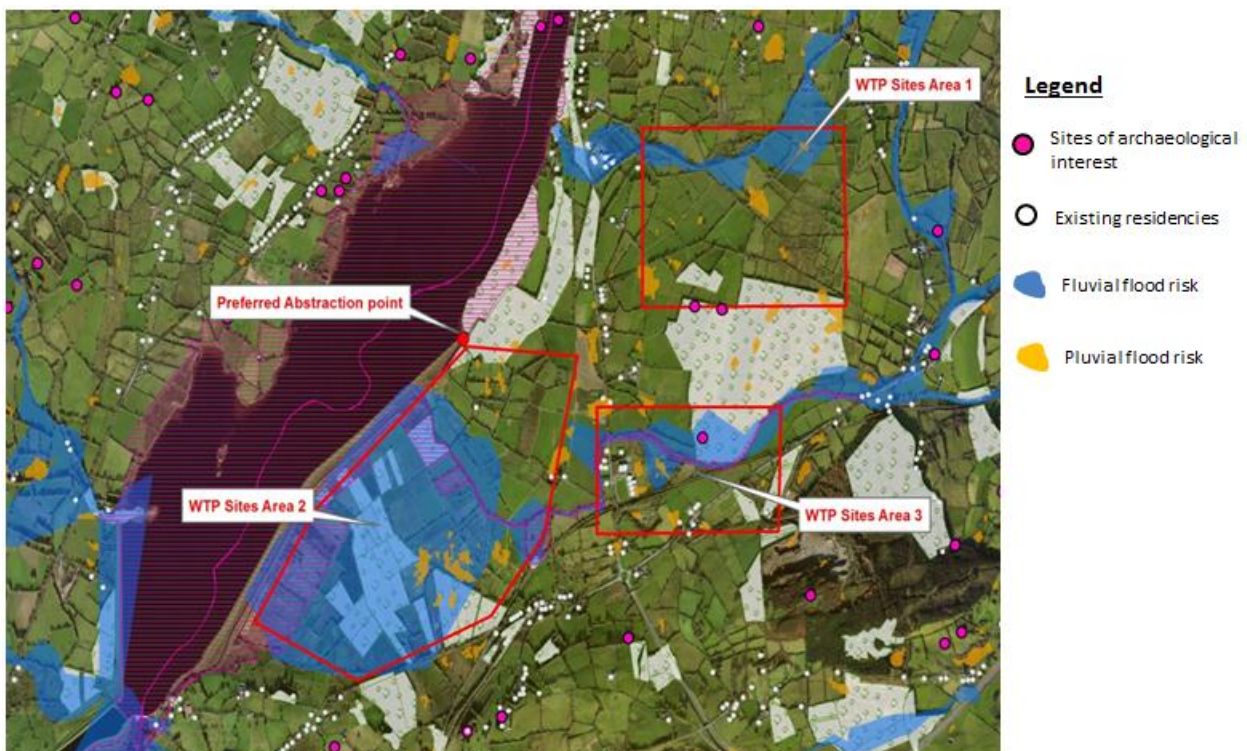 WTP Sites Area 1
Preferred Abstraction point
WTP Sites Area 2
WTP Sites Area 3
Legend
Sites of archaeological
interest
Existing residencies
Fluvial flood risk
Pluvial flood risk